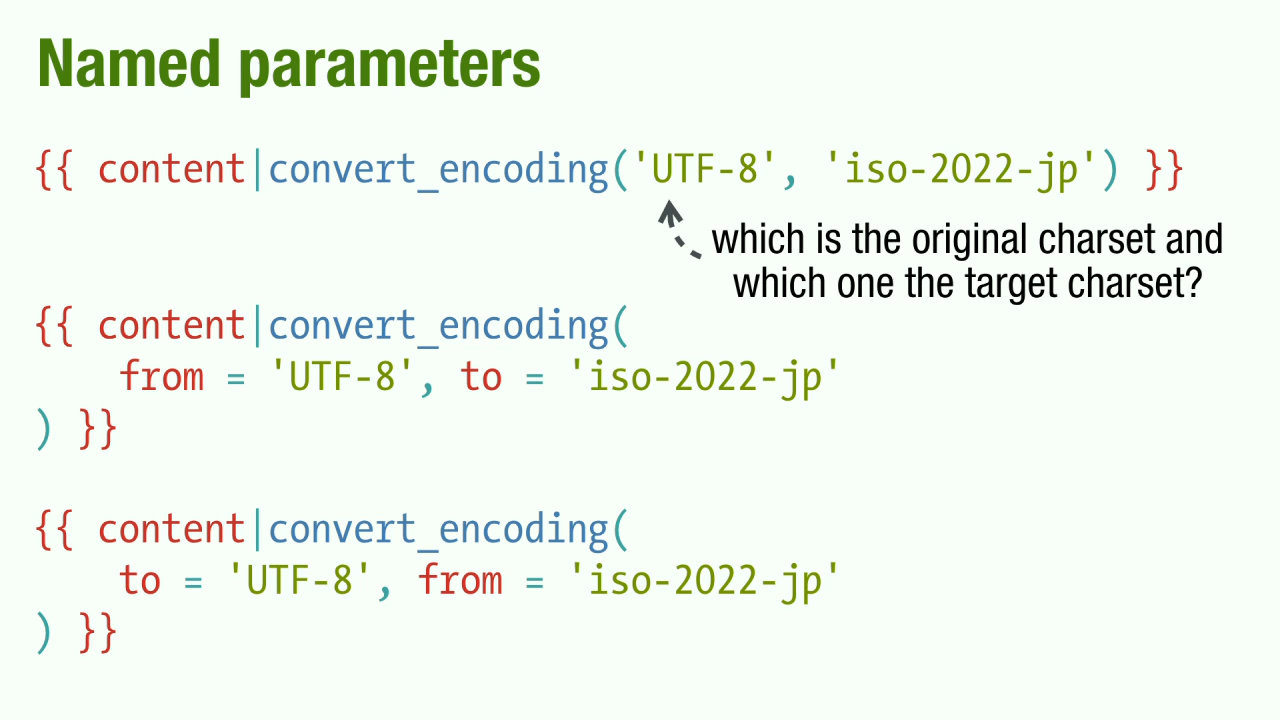 Named parameters
{{ content|convert_encoding('UTF-8', 'iso-2022-jp') }}
which is the original charset and
which one the target charset?
{{ content|convert_encoding(
    from = 'UTF-8', to = 'iso-2022-jp'
) }}
{{ content|convert_encoding(
    to = 'UTF-8', from = 'iso-2022-jp'
) }}